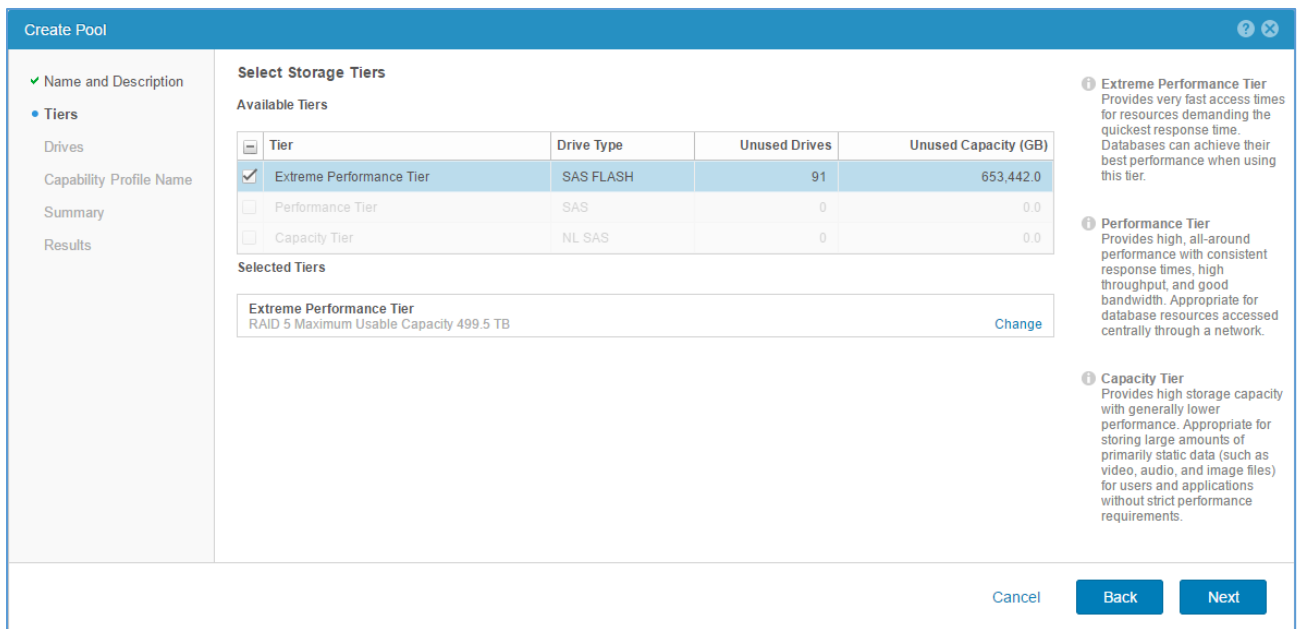 Create Pool
Name and Description
Tiers
Drives
Capability Profile Name
Summary
Results
Select Storage Tiers
Available Tiers
Tier Drive Type Unused Drives Unused Capacity (GB)
Extreme Performance Tier SAS FLASH 91 653,442.0
Performance Tier SAS 0 0.0
Capacity Tier NL SAS 0 0.0
Selected Tiers
Extreme Performance Tier
RAID 5 Maximum Usable Capacity 499.5 TB
Change
Extreme Performance Tier
Provides very fast access times
for resources demanding the
quickest response time.
Databases can achieve their
best performance when using
this tier.
Performance Tier
Provides high, all-around
performance with consistent
response times, high
throughput, and good
bandwidth. Appropriate for
database resources accessed
centrally through a network.
Capacity Tier
Provides high storage capacity
with generally lower
performance. Appropriate for
storing large amounts of
primarily static data (such as
video, audio, and image files)
for users and applications
without strict performance
requirements.
Cancel Back Next